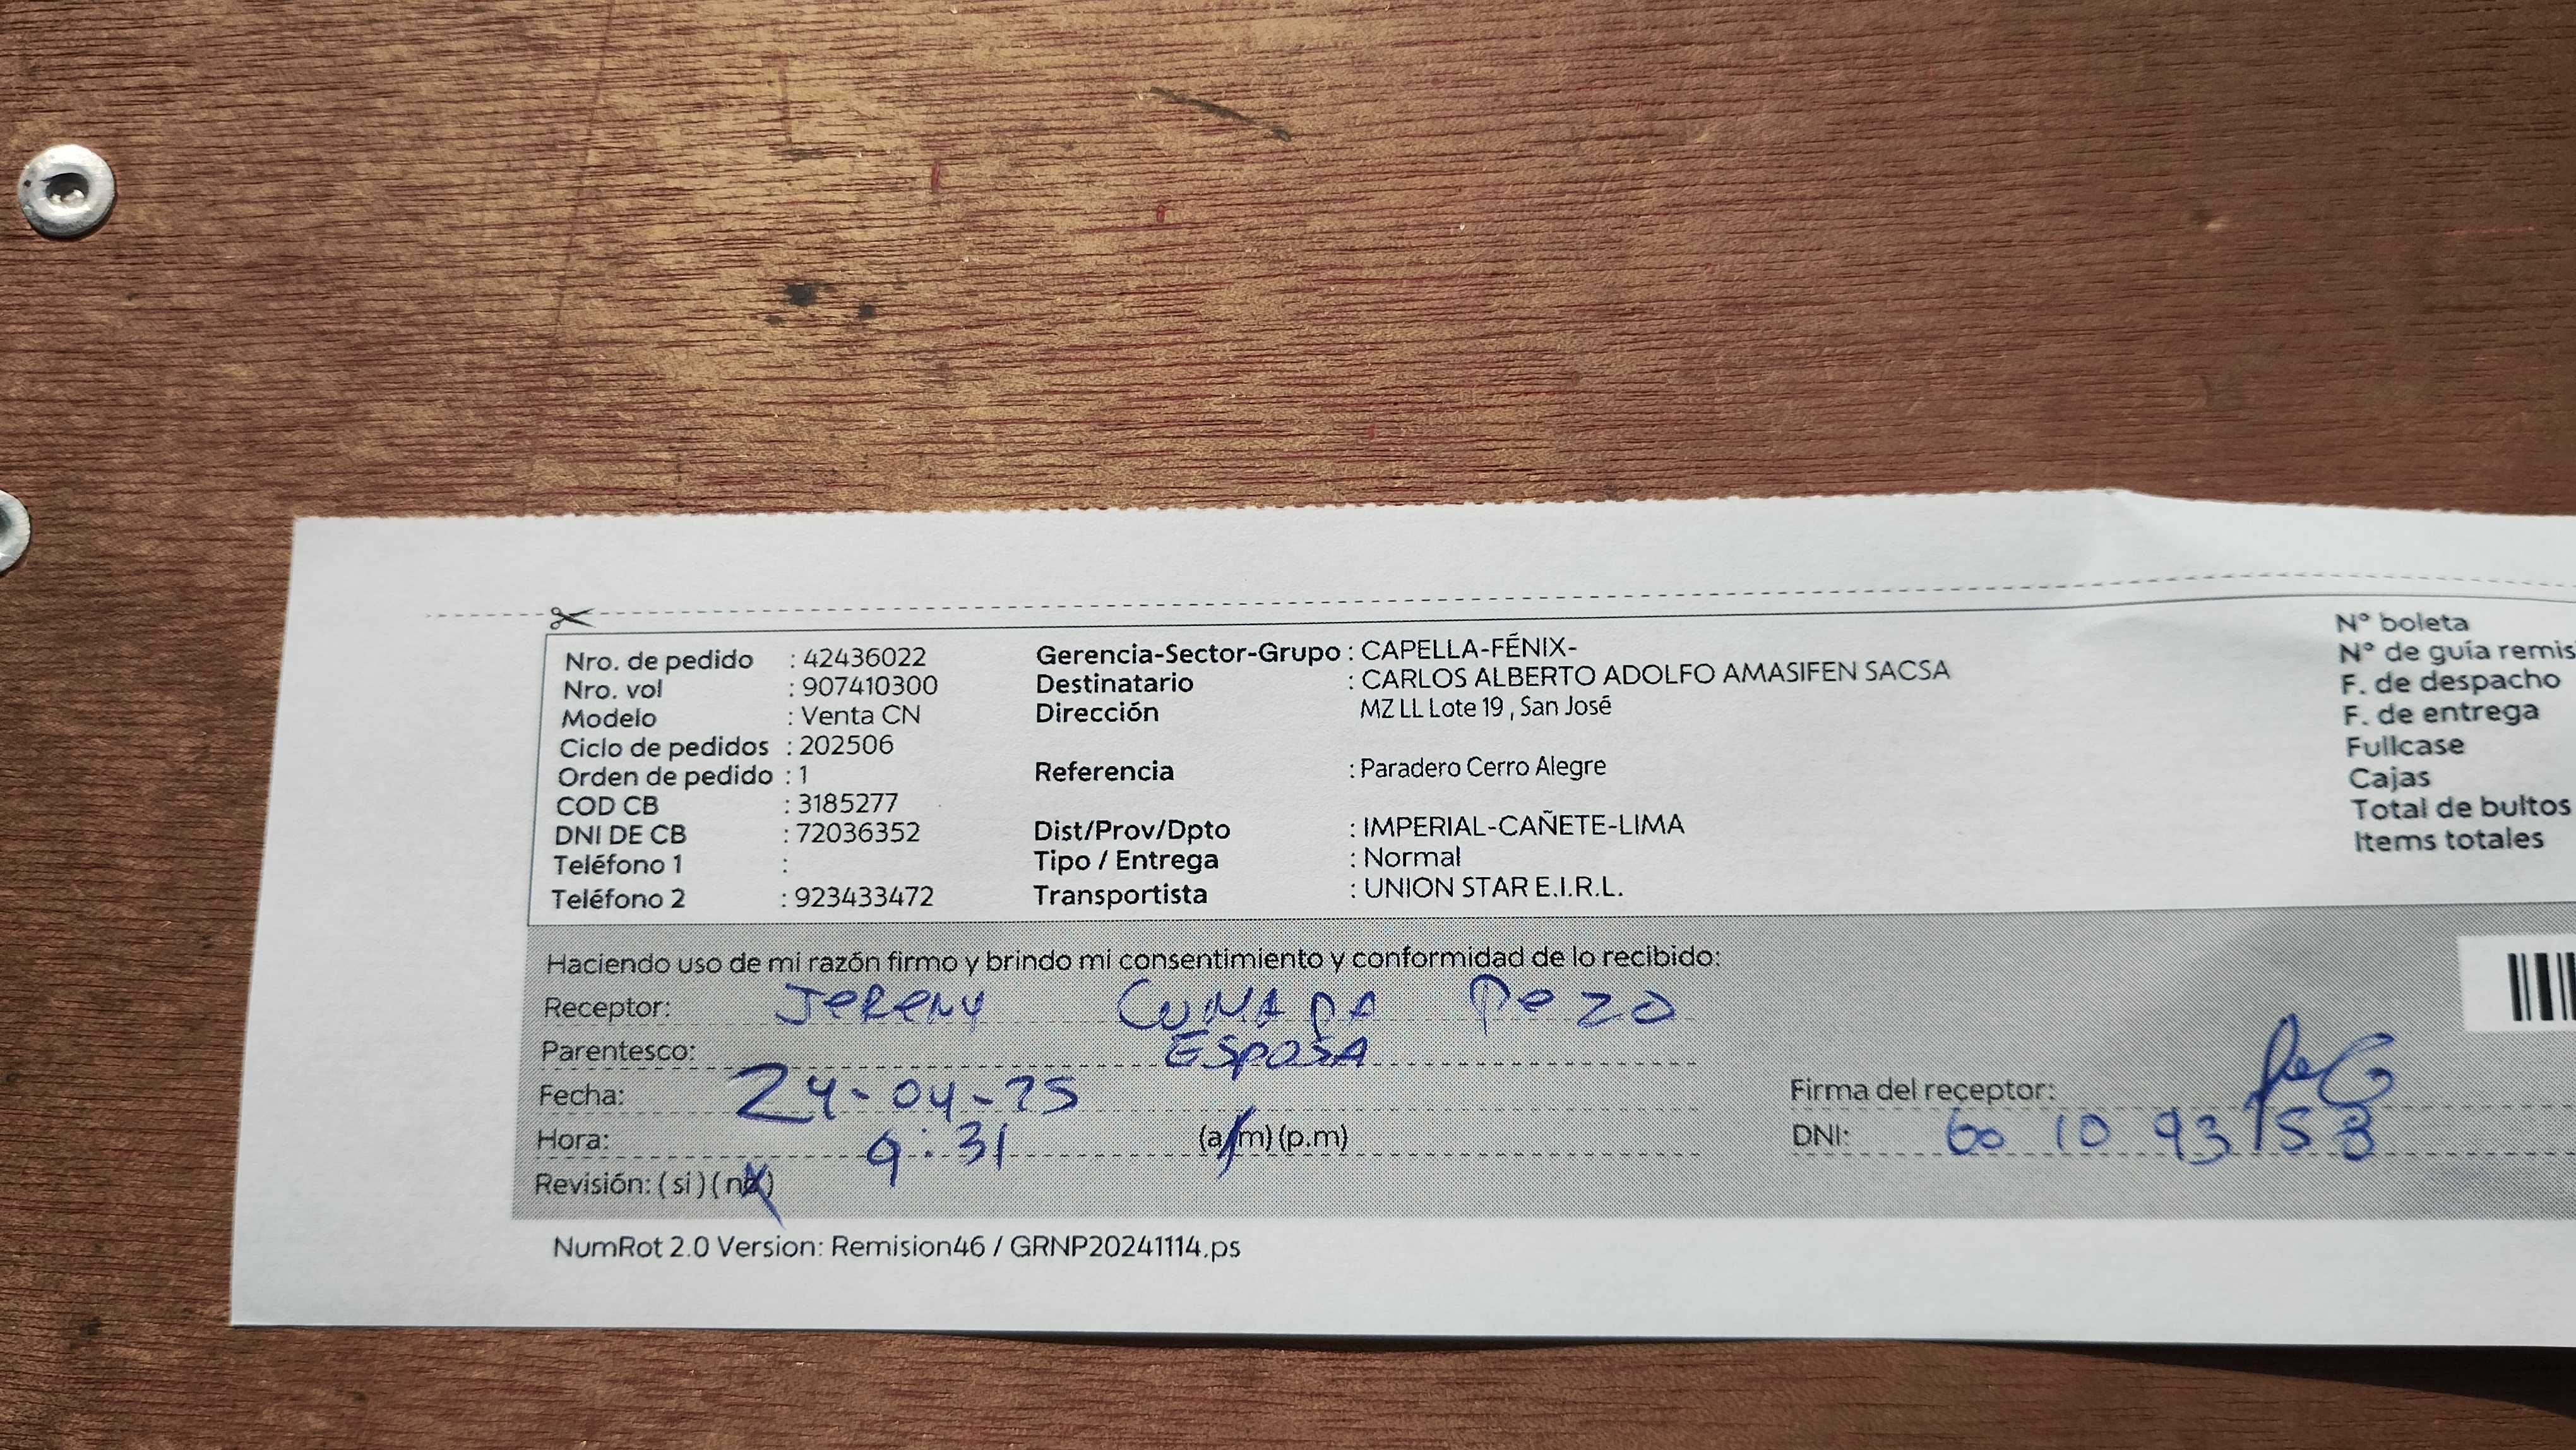 Nro. de pedido : 42436022
Nro. vol : 907410300
Modelo : Venta CN
Ciclo de pedidos : 202506
Orden de pedido : 1
COD CB : 3185277
DNI DE CB : 72036352
Teléfono 1 :
Teléfono 2 : 923433472
Gerencia-Sector-Grupo : CAPELLA-FÉNIX-
Destinatario : CARLOS ALBERTO ADOLFO AMASIFEN SACSA
Dirección MZ LL Lote 19 , San José
Referencia : Paradero Cerro Alegre
Dist/Prov/Dpto : IMPERIAL-CAÑETE-LIMA
Tipo / Entrega : Normal
Transportista : UNION STAR E.I.R.L.
N° boleta
N° de guía remis
F. de despacho
F. de entrega
Fullcase
Cajas
Total de bultos
Items totales
Haciendo uso de mi razón firmo y brindo mi consentimiento y conformidad de lo recibido:
Receptor: Jeremy Pezo
Parentesco: ESPOSA
Fecha: 24-04-25
Hora: 9:31 (a.m) (p.m)
Revisión: ( si ) ( no )
Firma del receptor:
DNI:
NumRot 2.0 Version: Remision46 / GRNP20241114.ps